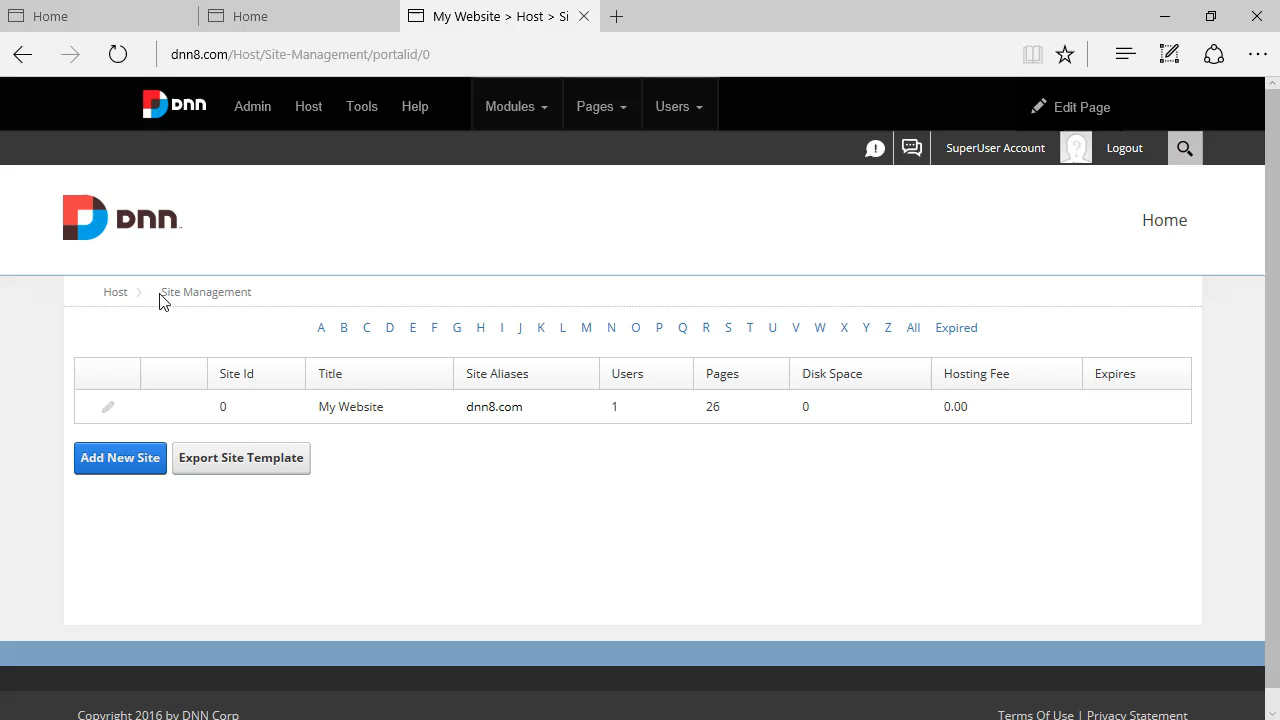 Home
Home
My Website > Host > Si
dnn8.com/Host/Site-Management/portalid/0
DNN
Admin
Host
Tools
Help
Modules
Pages
Users
Edit Page
SuperUser Account
Logout
DNN
Home
Host
Site Management
A B C D E F G H I J K L M N O P Q R S T U V W X Y Z All Expired
Site Id Title Site Aliases Users Pages Disk Space Hosting Fee Expires
0 My Website dnn8.com 1 26 0 0.00
Add New Site
Export Site Template
Copyright 2016 by DNN Corp
Terms Of Use | Privacy Statement